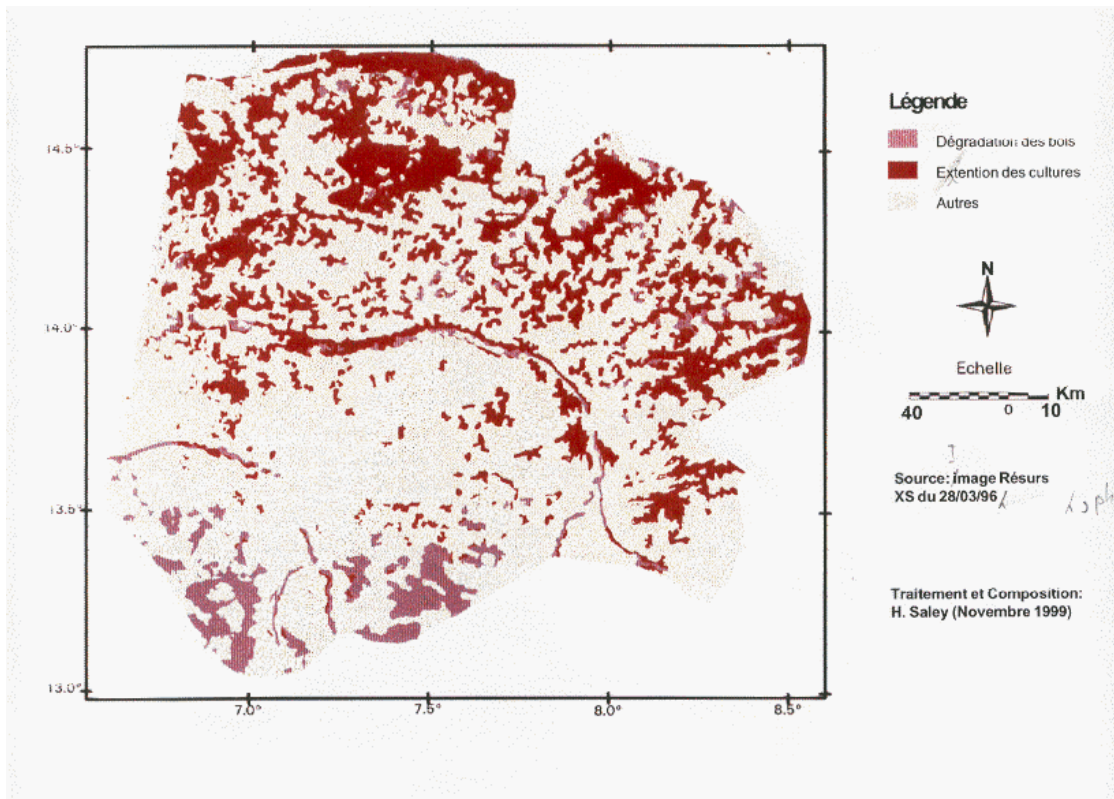 Légende
Dégradation des bois
Extention des cultures
Autres
N
Echelle
40 0 10 Km
Source: Image Résurs
XS du 28/03/96
Traitement et Composition:
H. Saley (Novembre 1999)
14.5°
14.0°
13.5°
13.0°
7.0° 7.5° 8.0° 8.5°